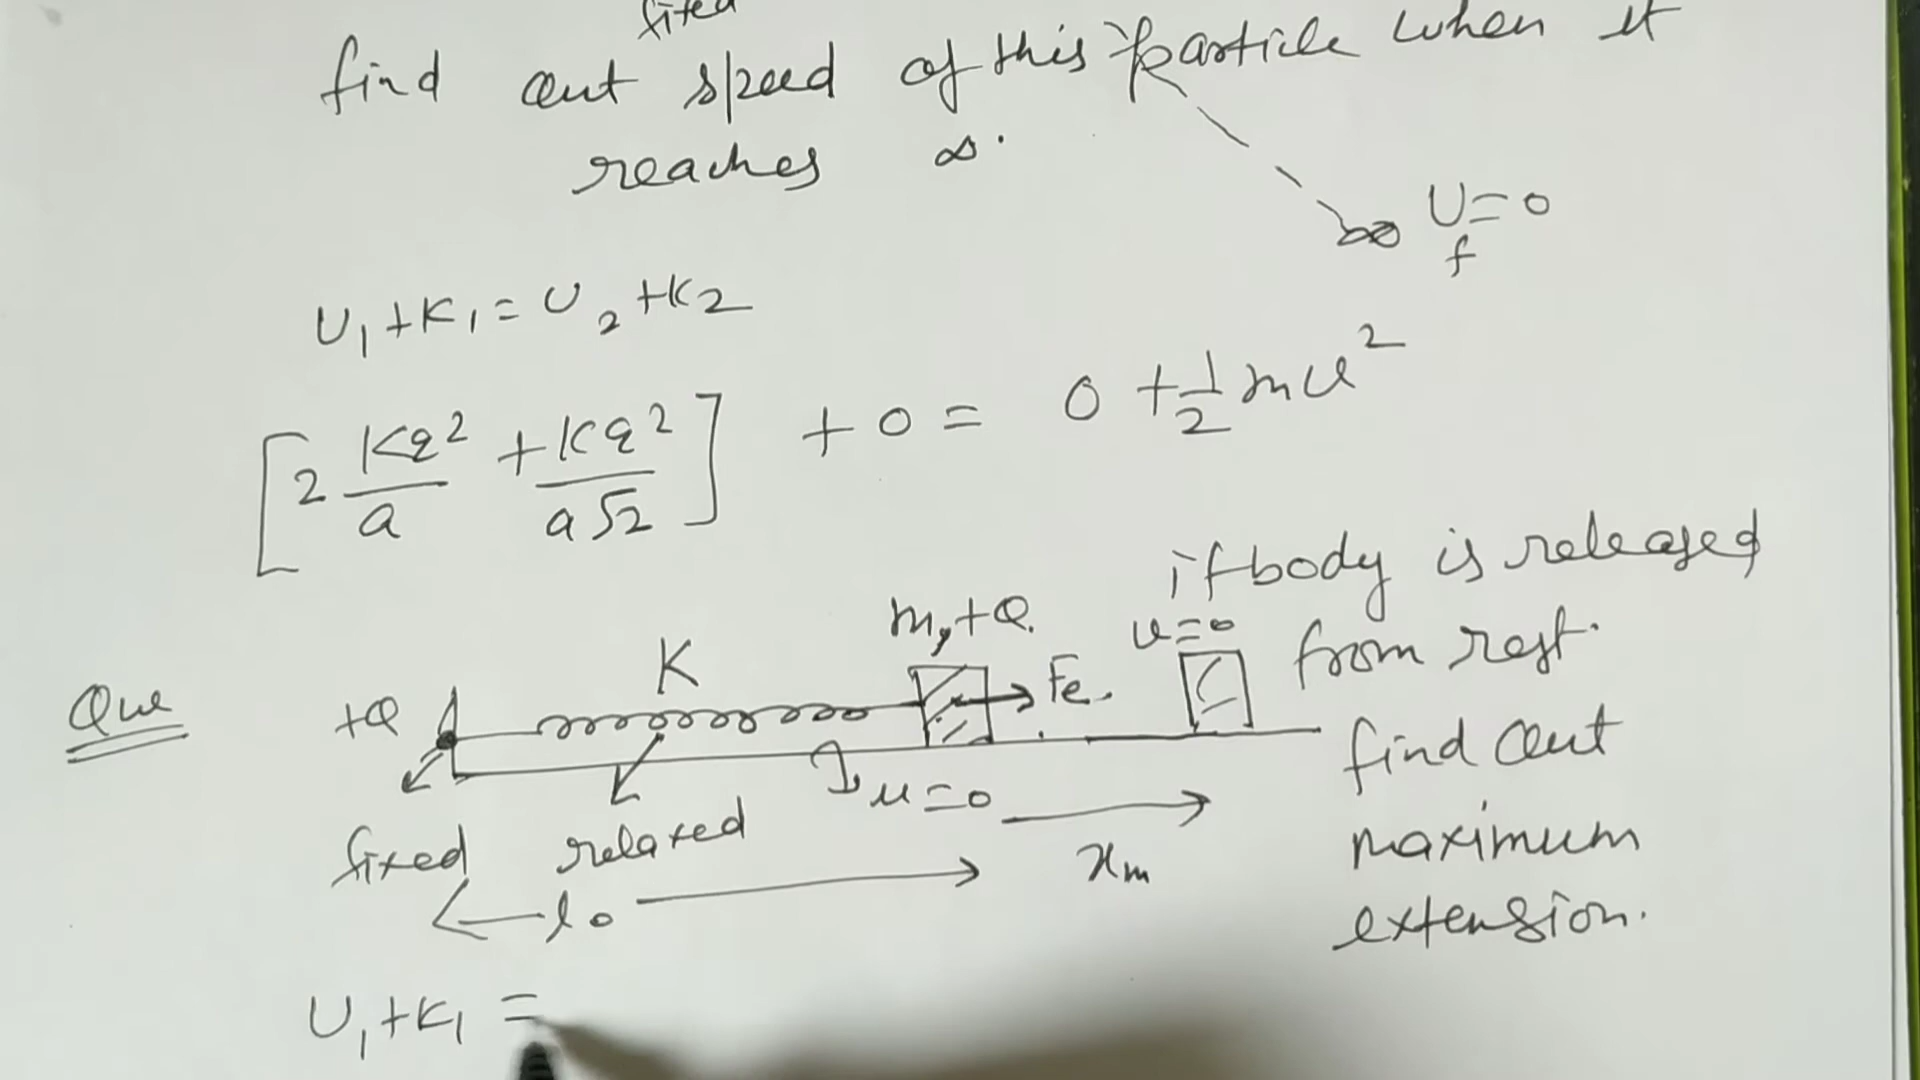 fixed
find out speed of this particle when it
reaches ∞.
U_f=0
U₁+K₁=U₂+K₂
[2 Kq²/a + Kq²/a√2] + 0 = 0 + 1/2 mv²
Que
+Q
K
m,+Q.
Fe.
v=0
u=0
fixed
relaxed
l₀
xₘ
if body is released
from rest.
find out
maximum
extension.
U₁+K₁ =